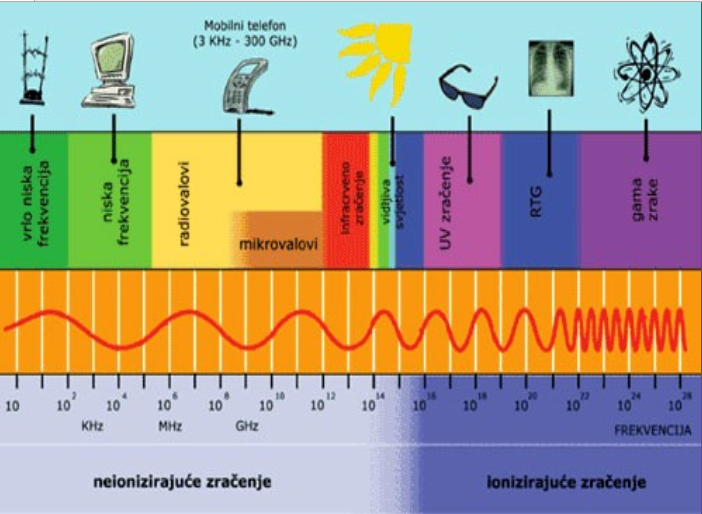 Mobilni telefon
(3 KHz - 300 GHz)
vrlo niska
frekvencija
niska
frekvencija
radiovalovi
mikrovalovi
infracrveno
zračenje
vidljiva
svjetlost
UV zračenje
RTG
gama
zrake
10 10² 10⁴ 10⁶ 10⁸ 10¹⁰ 10¹² 10¹⁴ 10¹⁶ 10¹⁸ 10²⁰ 10²² 10²⁴ 10²⁸
KHz MHz GHz FREKVENCIJA
neionizirajuće zračenje ionizirajuće zračenje